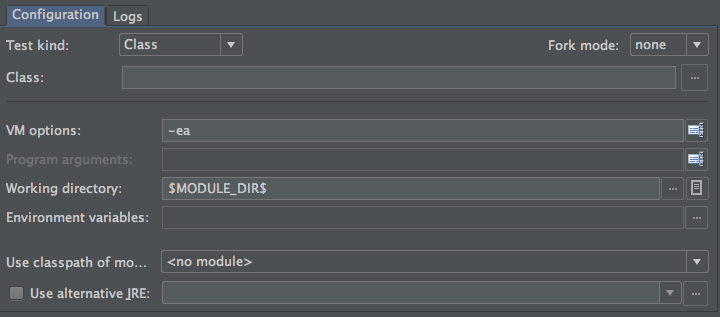 Configuration Logs
Test kind: Class Fork mode: none
Class: ...
VM options: -ea
Program arguments:
Working directory: $MODULE_DIR$ ...
Environment variables: ...
Use classpath of mo... <no module>
Use alternative JRE: ...